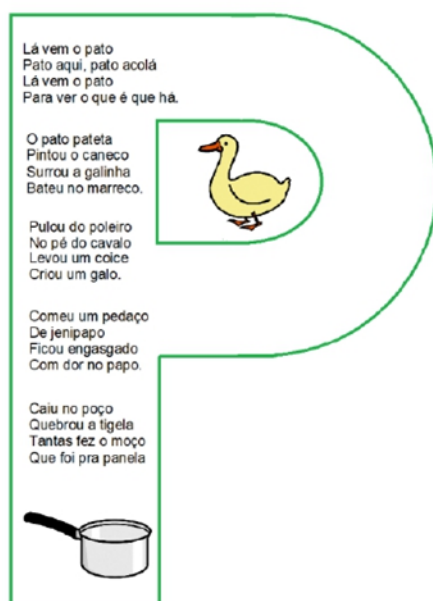 Lá vem o pato
Pato aqui, pato acolá
Lá vem o pato
Para ver o que é que há.
O pato pateta
Pintou o caneco
Surrou a galinha
Bateu no marreco.
Pulou do poleiro
No pé do cavalo
Levou um coice
Criou um galo.
Comeu um pedaço
De jenipapo
Ficou engasgado
Com dor no papo.
Caiu no poço
Quebrou a tigela
Tantas fez o moço
Que foi pra panela